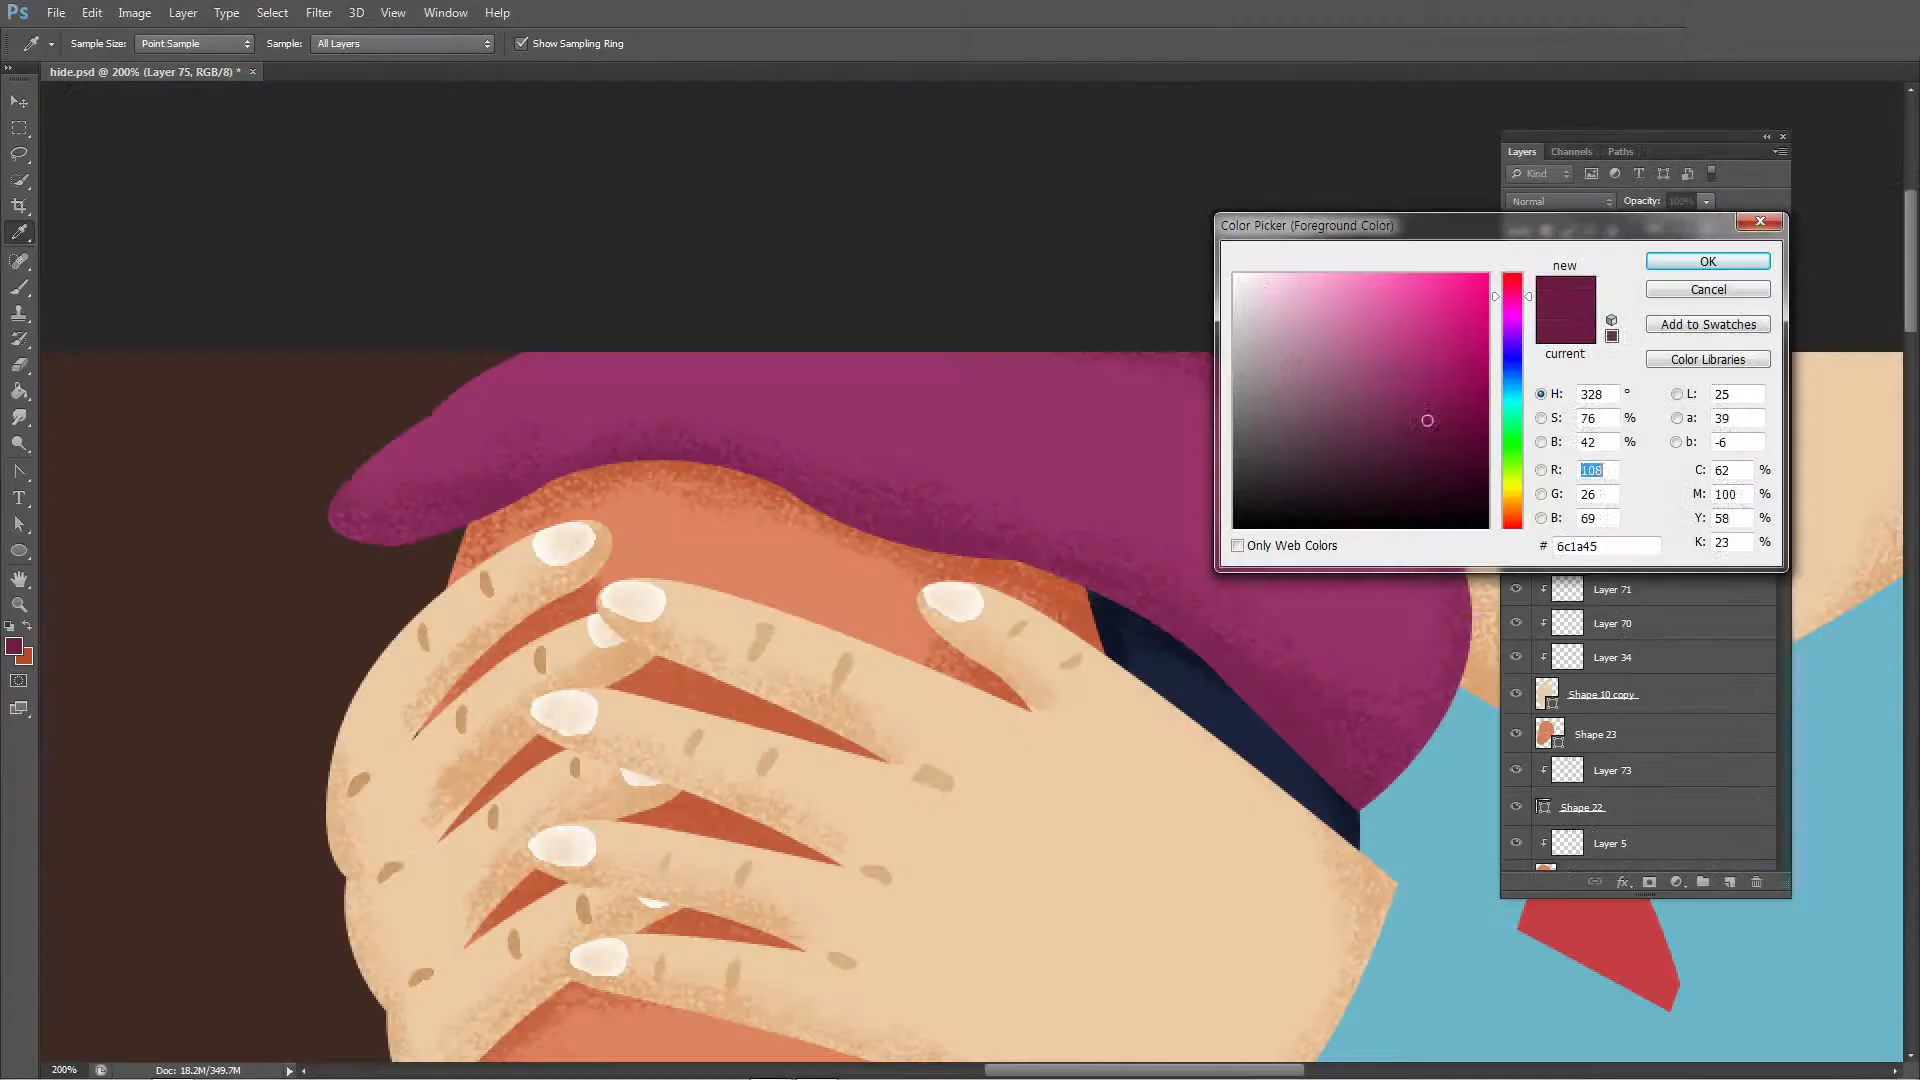 Ps File Edit Image Layer Type Select Filter 3D View Window Help
Sample Size: Point Sample Sample: All Layers Show Sampling Ring
hide.psd @ 200% (Layer 75, RGB/8) * ×
Layers Channels Paths
Kind
Normal Opacity: 100%
Color Picker (Foreground Color)
new
current
OK
Cancel
Add to Swatches
Color Libraries
H: 328 °
S: 76 %
B: 42 %
R: 108
G: 26
B: 69
L: 25
a: 39
b: -6
C: 62 %
M: 100 %
Y: 58 %
K: 23 %
# 6c1a45
Only Web Colors
Layer 71
Layer 70
Layer 34
Shape 10 copy
Shape 23
Layer 73
Shape 22
Layer 5
fx
200% Doc: 18.2M/349.7M